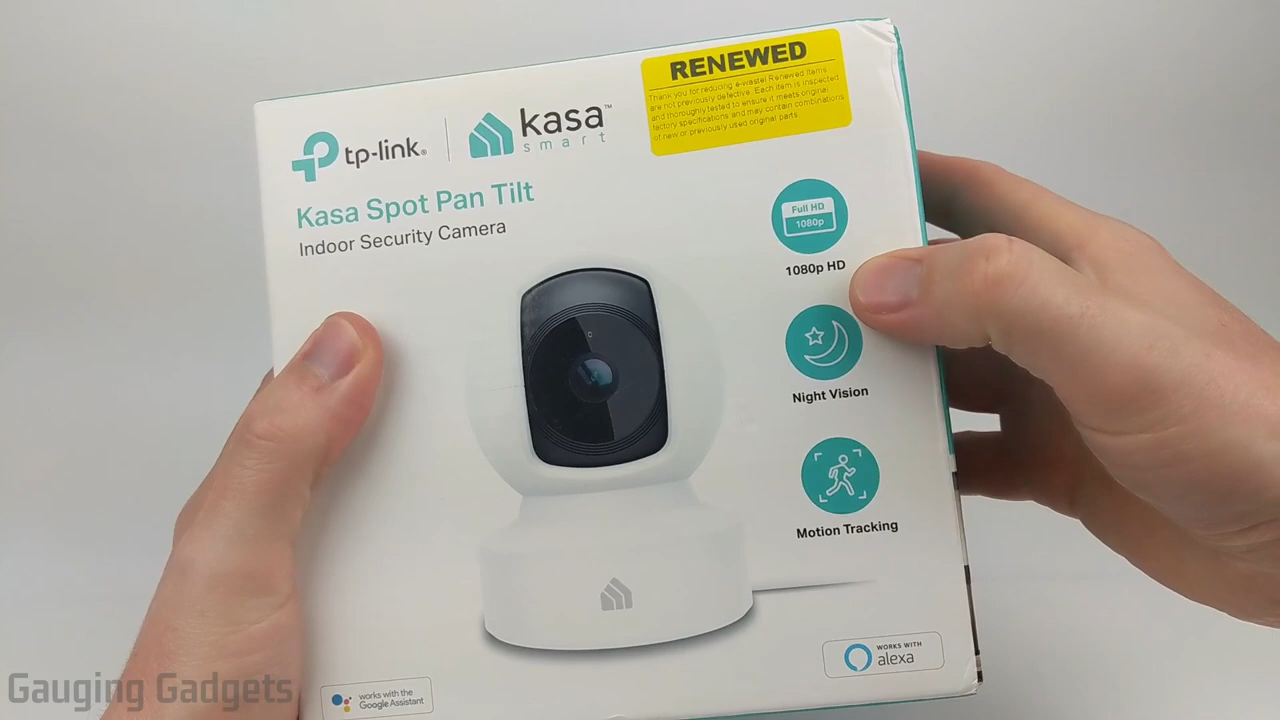 RENEWED
Thank you for reducing e-waste! Renewed Items
are not previously defective. Each item is inspected
and thoroughly tested to ensure it meets original
factory specifications and may contain combinations
of new or previously used original parts.
tp-link®
kasa™
smart
Kasa Spot Pan Tilt
Indoor Security Camera
Full HD
1080p
1080p HD
Night Vision
Motion Tracking
WORKS WITH
alexa
works with the
Google Assistant
Gauging Gadgets